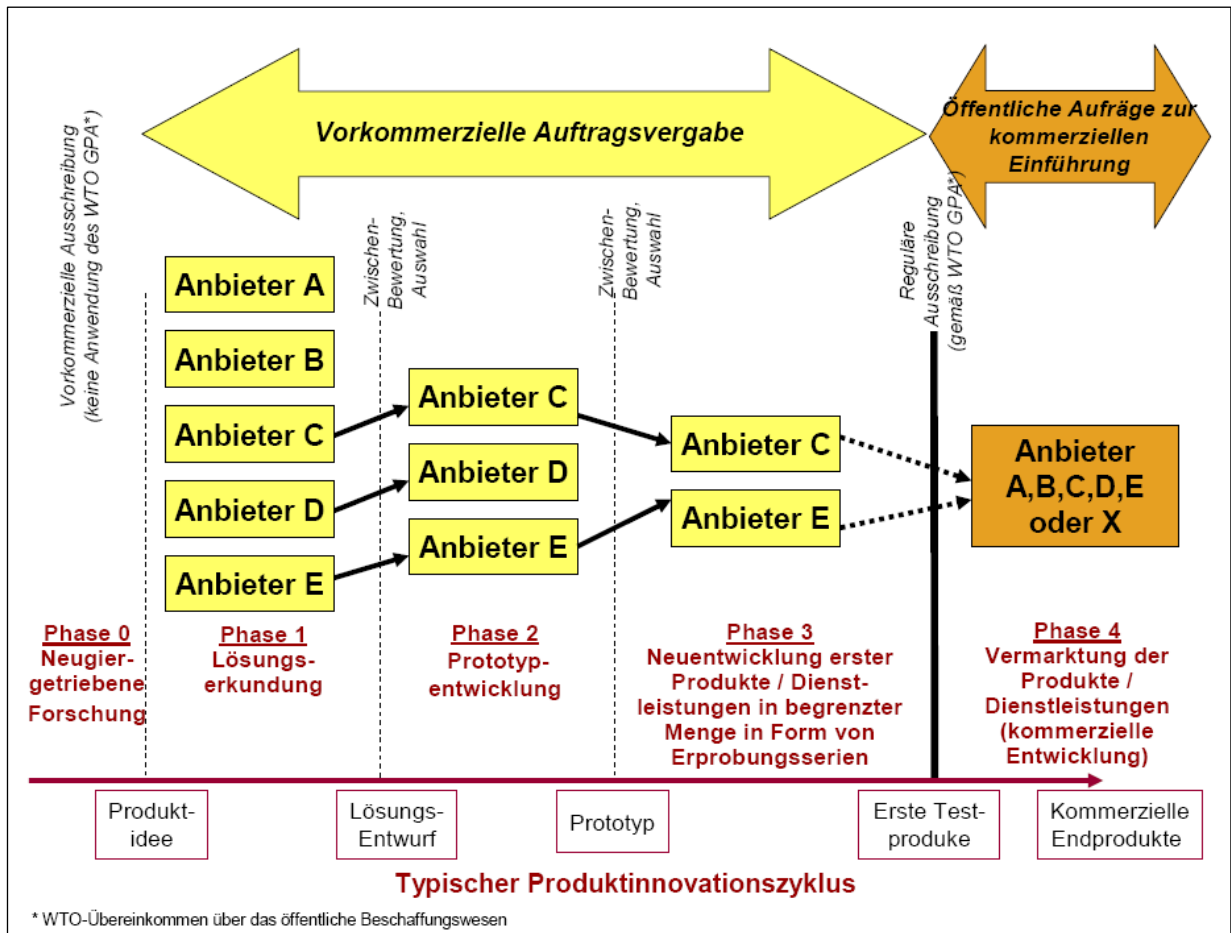 Vorkommerzielle Auftragsvergabe
Öffentliche Aufräge zur
kommerziellen
Einführung
Vorkommerzielle Ausschreibung
(keine Anwendung des WTO GPA*)
Zwischen-
Bewertung,
Auswahl
Zwischen-
Bewertung,
Auswahl
Reguläre
Ausschreibung
(gemäß WTO GPA*)
Anbieter A
Anbieter B
Anbieter C
Anbieter D
Anbieter E
Anbieter C
Anbieter D
Anbieter E
Anbieter C
Anbieter E
Anbieter
A,B,C,D,E
oder X
Phase 0
Neugier-
getriebene
Forschung
Phase 1
Lösungs-
erkundung
Phase 2
Prototyp-
entwicklung
Phase 3
Neuentwicklung erster
Produkte / Dienst-
leistungen in begrenzter
Menge in Form von
Erprobungsserien
Phase 4
Vermarktung der
Produkte /
Dienstleistungen
(kommerzielle
Entwicklung)
Produkt-
idee
Lösungs-
Entwurf
Prototyp
Erste Test-
produke
Kommerzielle
Endprodukte
Typischer Produktinnovationszyklus
* WTO-Übereinkommen über das öffentliche Beschaffungswesen